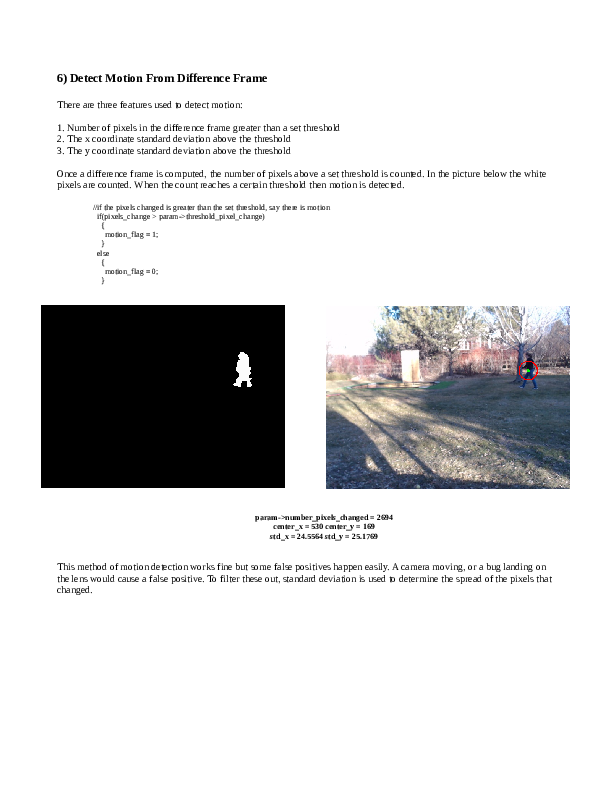 6) Detect Motion From Difference Frame
There are three features used to detect motion:
1. Number of pixels in the difference frame greater than a set threshold
2. The x coordinate standard deviation above the threshold
3. The y coordinate standard deviation above the threshold
Once a difference frame is computed, the number of pixels above a set threshold is counted. In the picture below the white
pixels are counted. When the count reaches a certain threshold then motion is detected.
//if the pixels changed is greater than the set threshold, say there is motion
if(pixels_change > param->threshold_pixel_change)
{
motion_flag = 1;
}
else
{
motion_flag = 0;
}
param->number_pixels_changed = 2694
center_x = 530 center_y = 169
std_x = 24.5564 std_y = 25.1769
This method of motion detection works fine but some false positives happen easily. A camera moving, or a bug landing on
the lens would cause a false positive. To filter these out, standard deviation is used to determine the spread of the pixels that
changed.